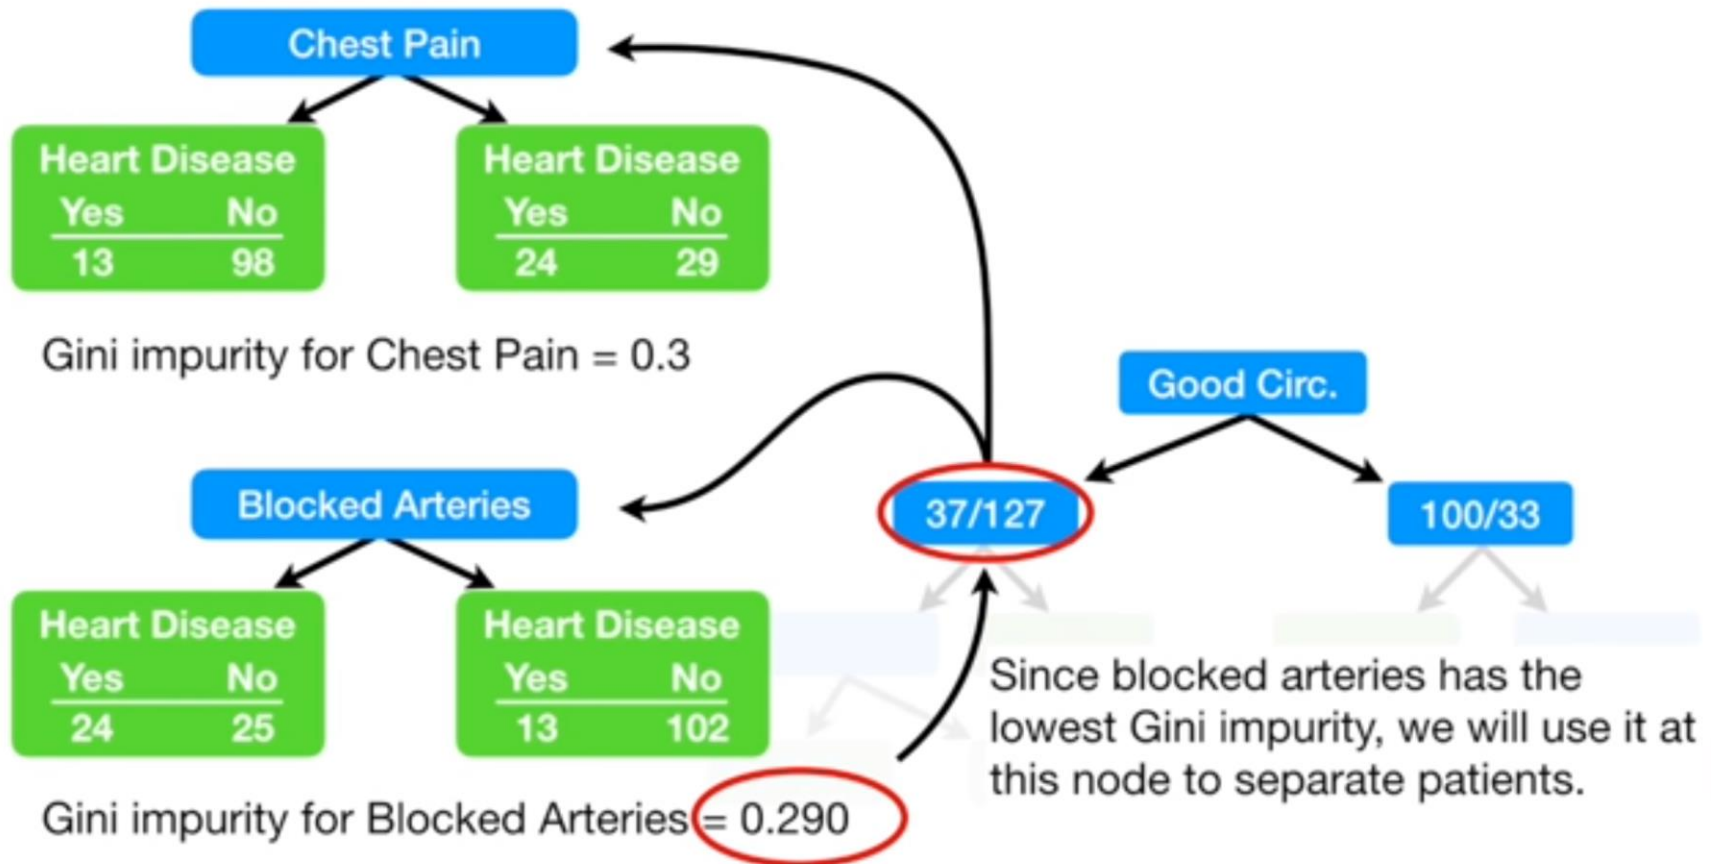 Chest Pain
Heart Disease
Yes No
13 98
Heart Disease
Yes No
24 29
Gini impurity for Chest Pain = 0.3
Good Circ.
37/127
100/33
Blocked Arteries
Heart Disease
Yes No
24 25
Heart Disease
Yes No
13 102
Gini impurity for Blocked Arteries = 0.290
Since blocked arteries has the
lowest Gini impurity, we will use it at
this node to separate patients.